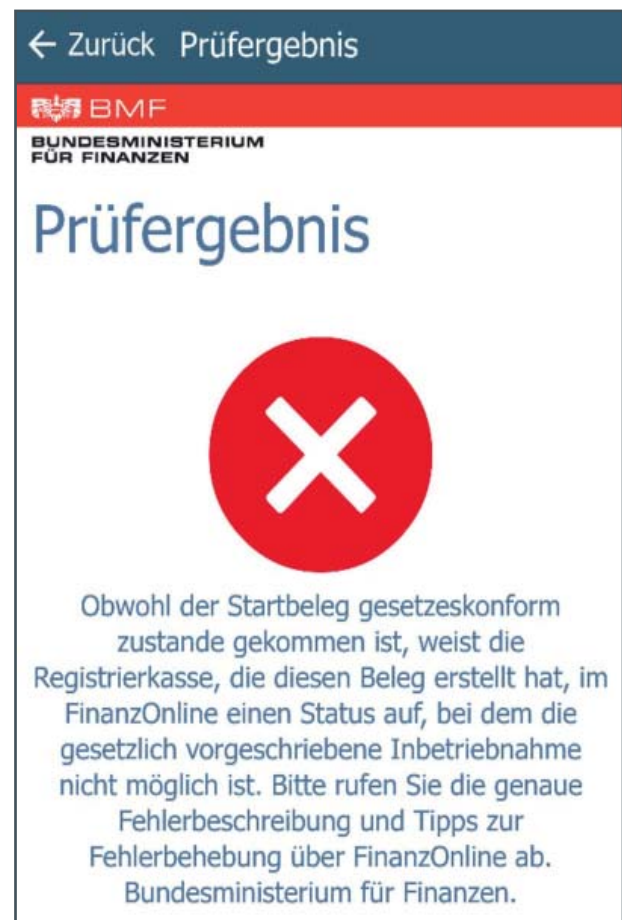 ← Zurück Prüfergebnis
BMF
BUNDESMINISTERIUM
FÜR FINANZEN
Prüfergebnis
Obwohl der Startbeleg gesetzeskonform
zustande gekommen ist, weist die
Registrierkasse, die diesen Beleg erstellt hat, im
FinanzOnline einen Status auf, bei dem die
gesetzlich vorgeschriebene Inbetriebnahme
nicht möglich ist. Bitte rufen Sie die genaue
Fehlerbeschreibung und Tipps zur
Fehlerbehebung über FinanzOnline ab.
Bundesministerium für Finanzen.